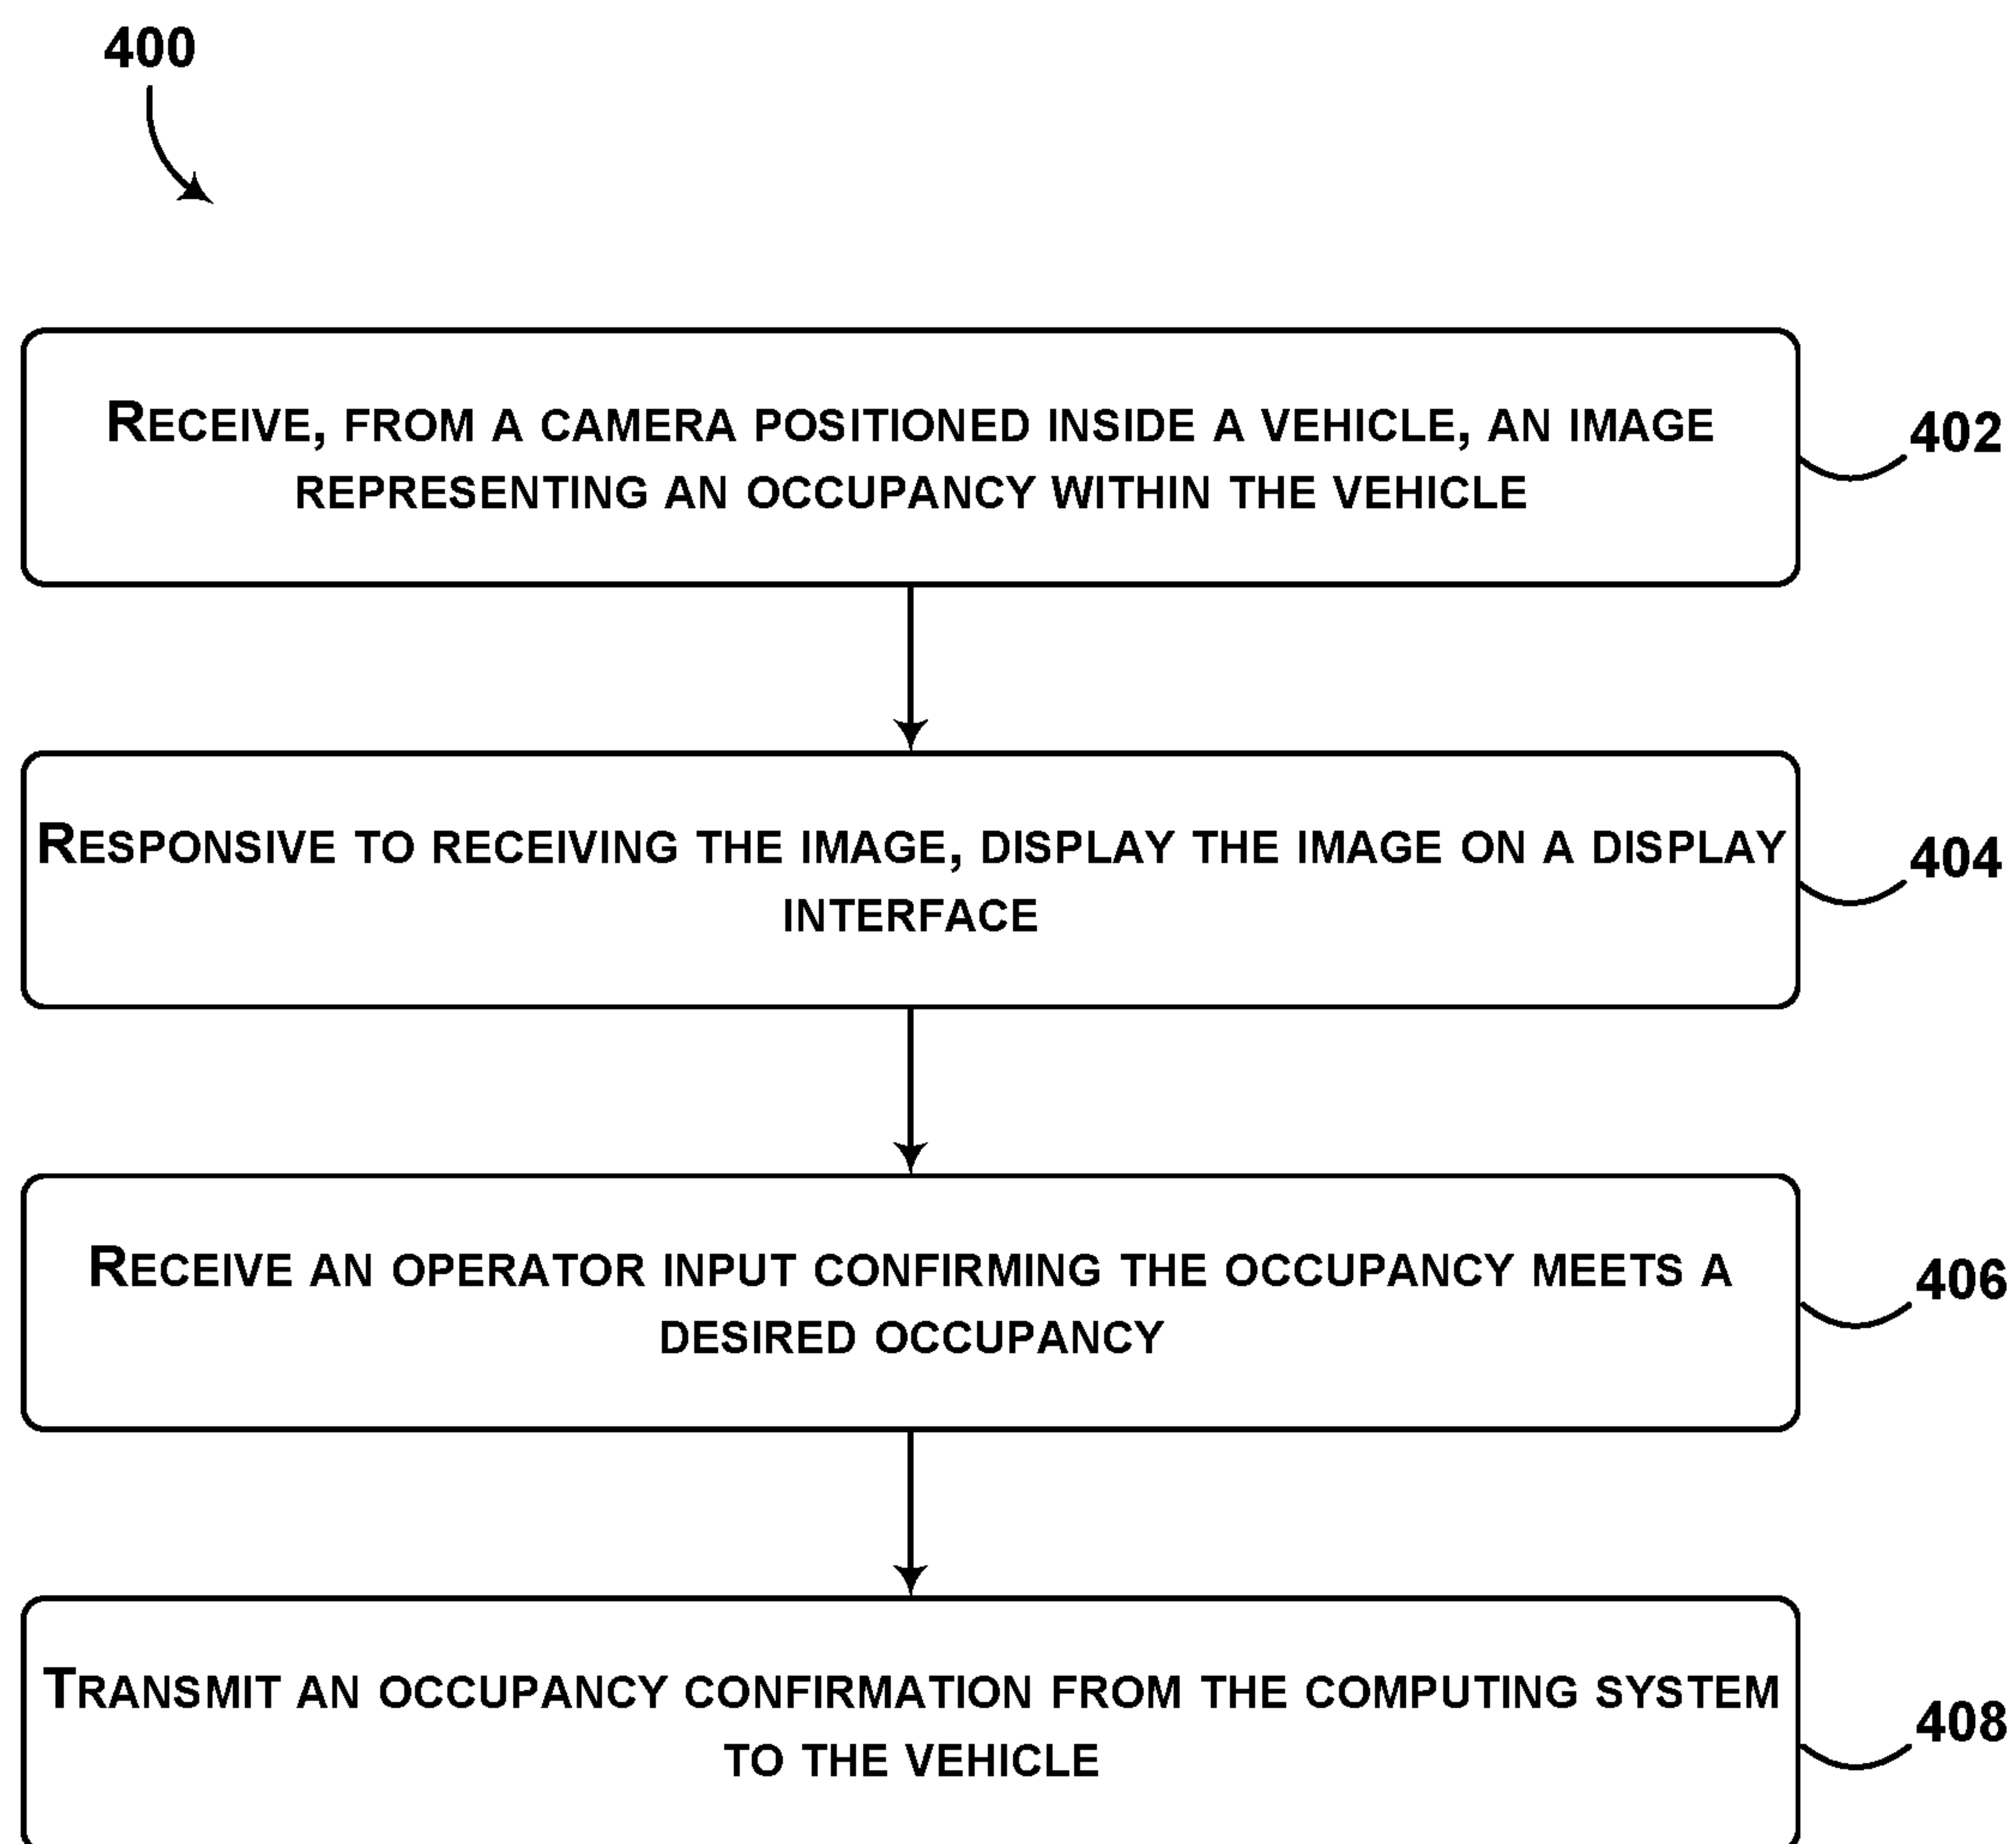 400
RECEIVE, FROM A CAMERA POSITIONED INSIDE A VEHICLE, AN IMAGE
REPRESENTING AN OCCUPANCY WITHIN THE VEHICLE
402
RESPONSIVE TO RECEIVING THE IMAGE, DISPLAY THE IMAGE ON A DISPLAY
INTERFACE
404
RECEIVE AN OPERATOR INPUT CONFIRMING THE OCCUPANCY MEETS A
DESIRED OCCUPANCY
406
TRANSMIT AN OCCUPANCY CONFIRMATION FROM THE COMPUTING SYSTEM
TO THE VEHICLE
408